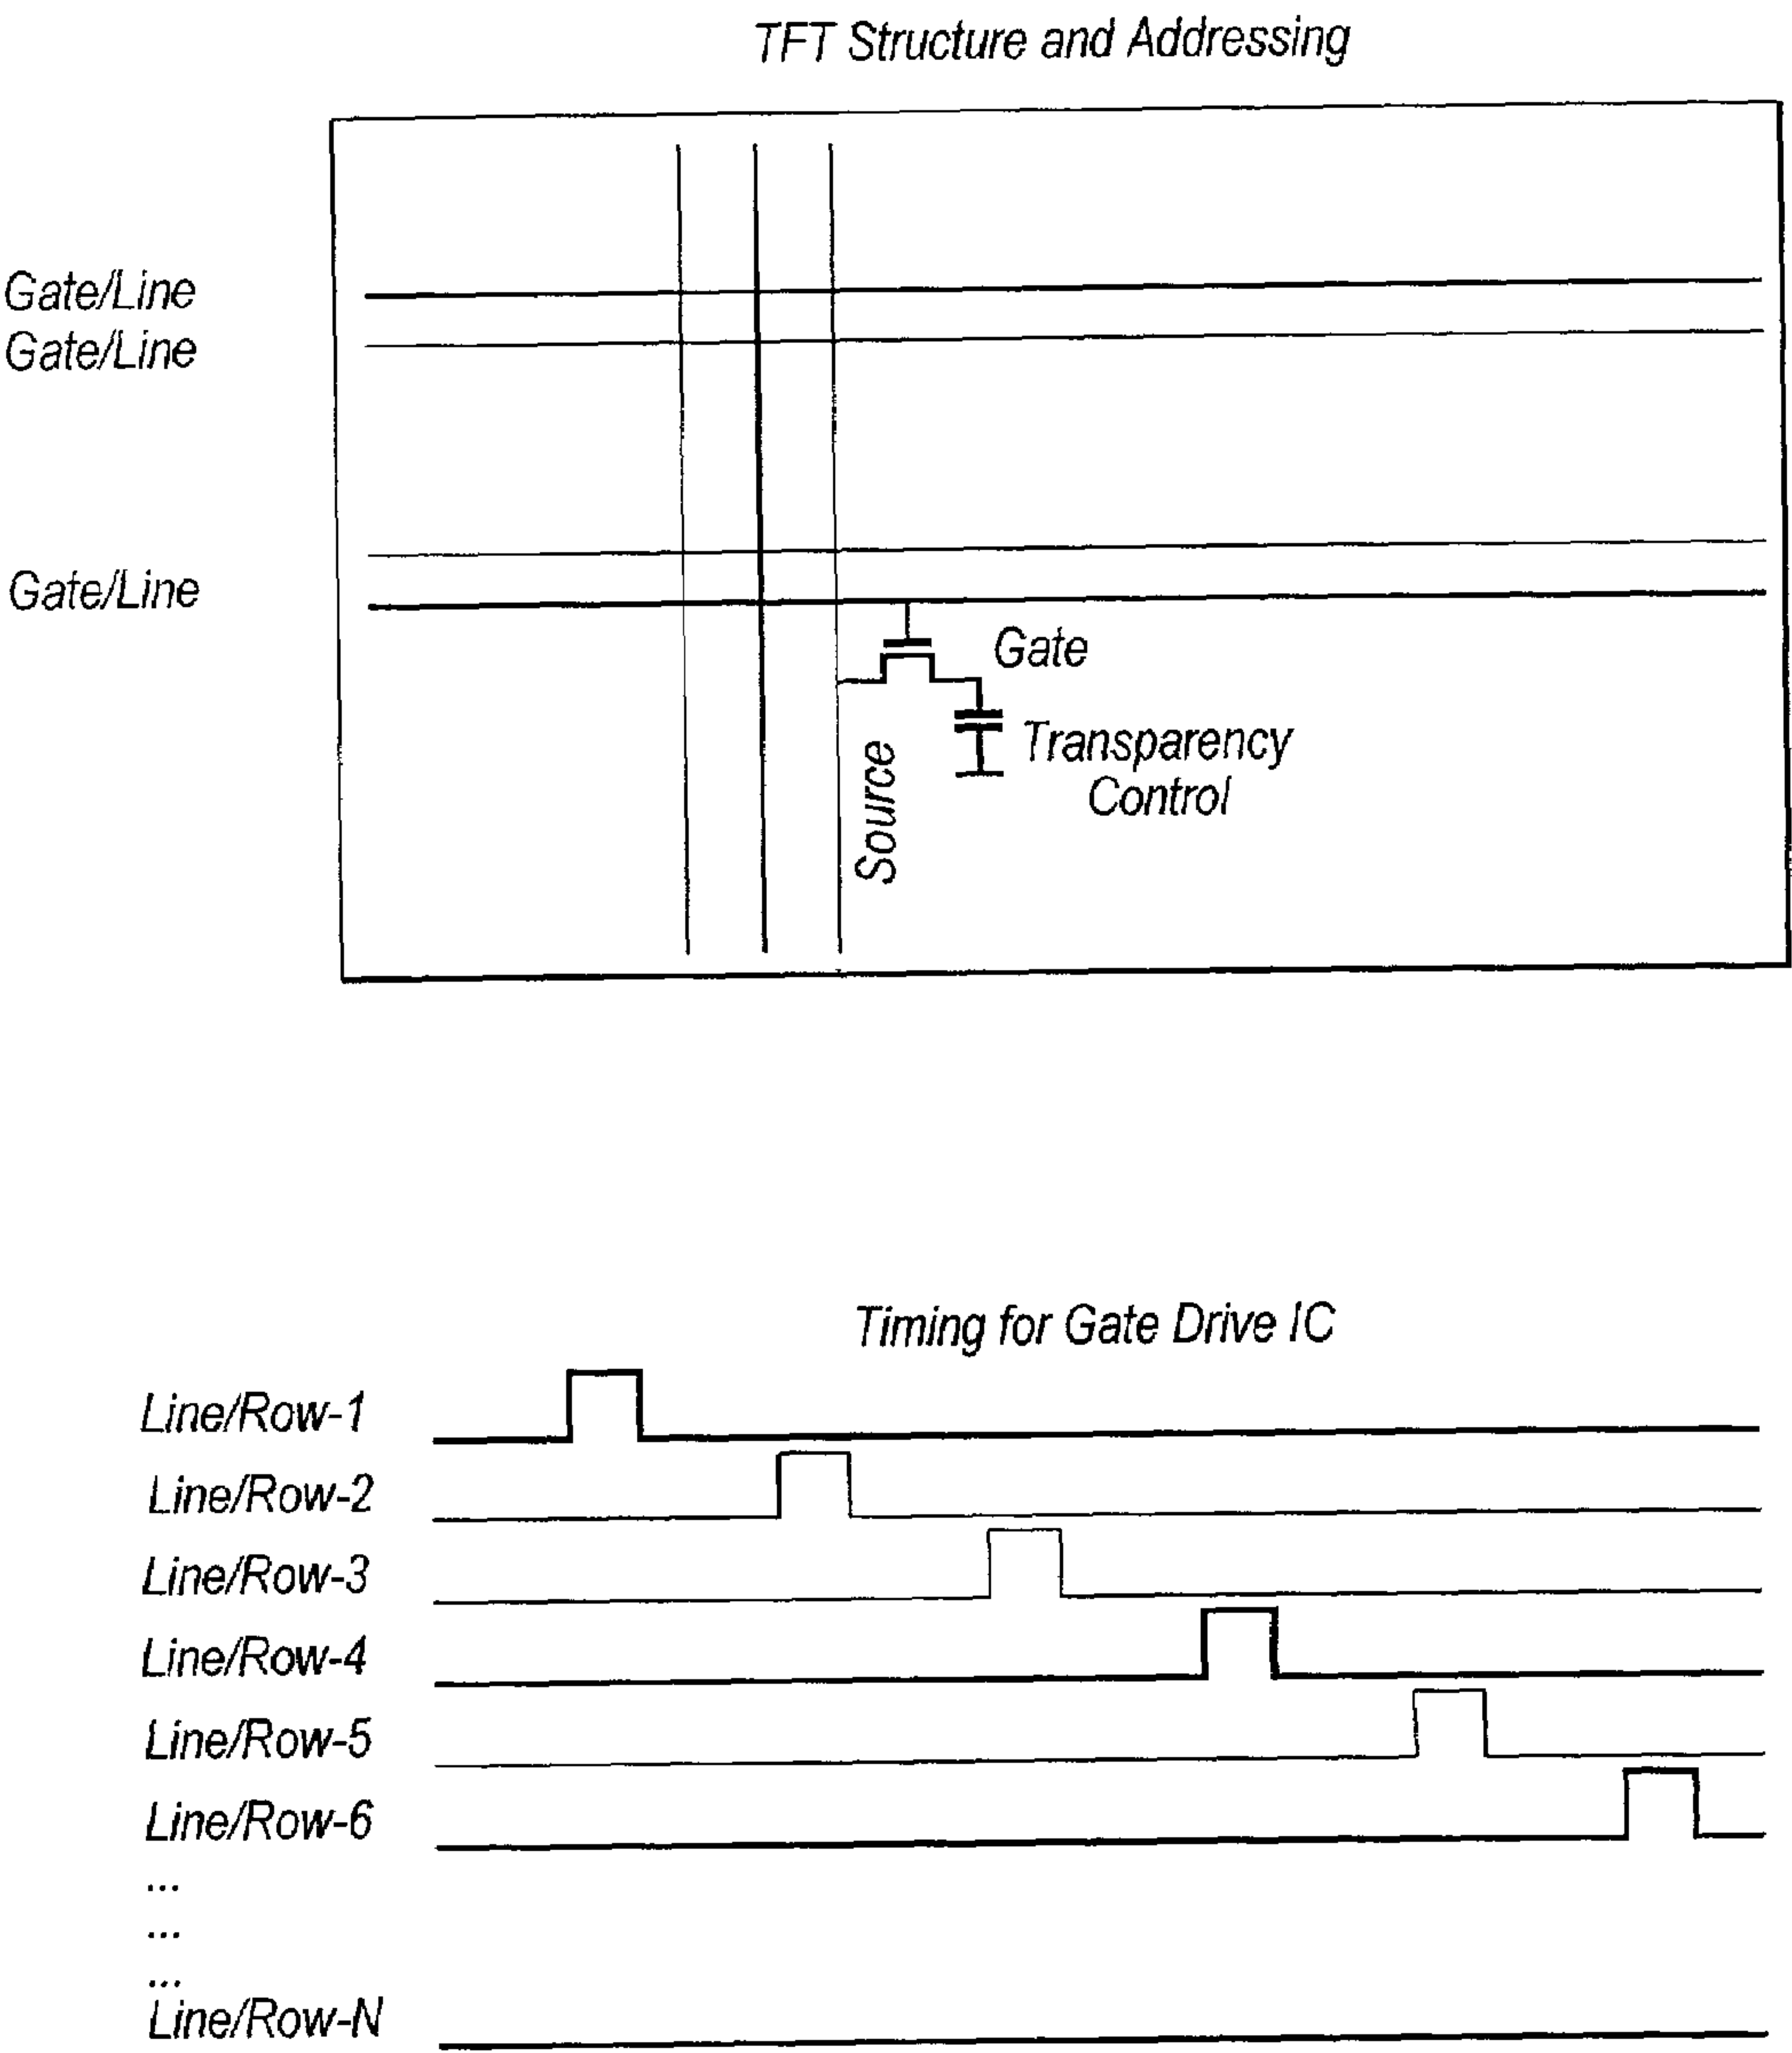 TFT Structure and Addressing
Gate/Line
Gate/Line
Gate/Line
Gate
Transparency
Control
Source
Timing for Gate Drive IC
Line/Row-1
Line/Row-2
Line/Row-3
Line/Row-4
Line/Row-5
Line/Row-6
...
...
...
Line/Row-N